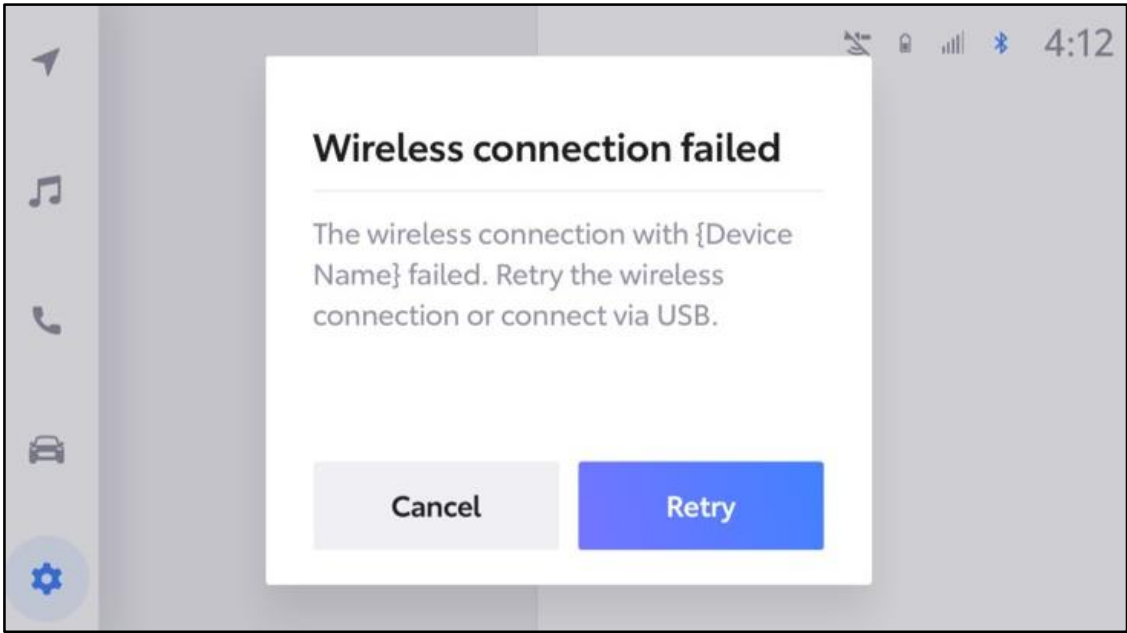 4:12
Wireless connection failed
The wireless connection with {Device
Name} failed. Retry the wireless
connection or connect via USB.
Cancel
Retry